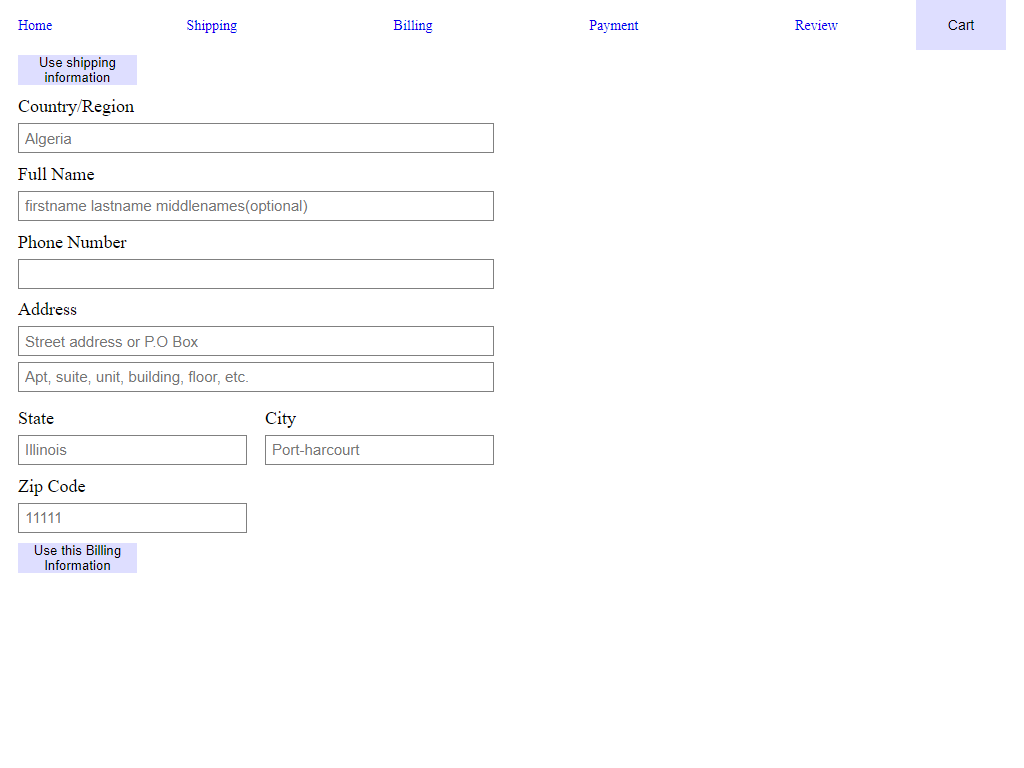 Home Shipping Billing Payment Review Cart
Use shipping
information
Country/Region
Algeria
Full Name
firstname lastname middlenames(optional)
Phone Number
Address
Street address or P.O Box
Apt, suite, unit, building, floor, etc.
State City
Illinois Port-harcourt
Zip Code
11111
Use this Billing
Information